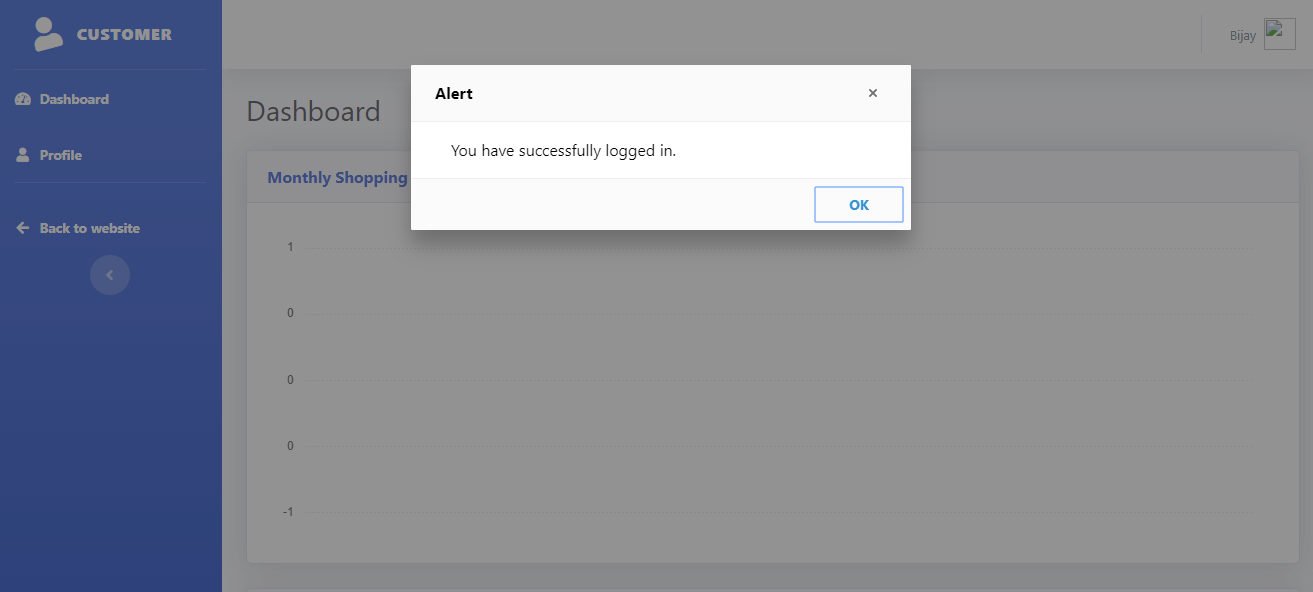 CUSTOMER
Dashboard
Profile
Back to website
Bijay
Dashboard
Monthly Shopping
1
0
0
0
-1
Alert
×
You have successfully logged in.
OK